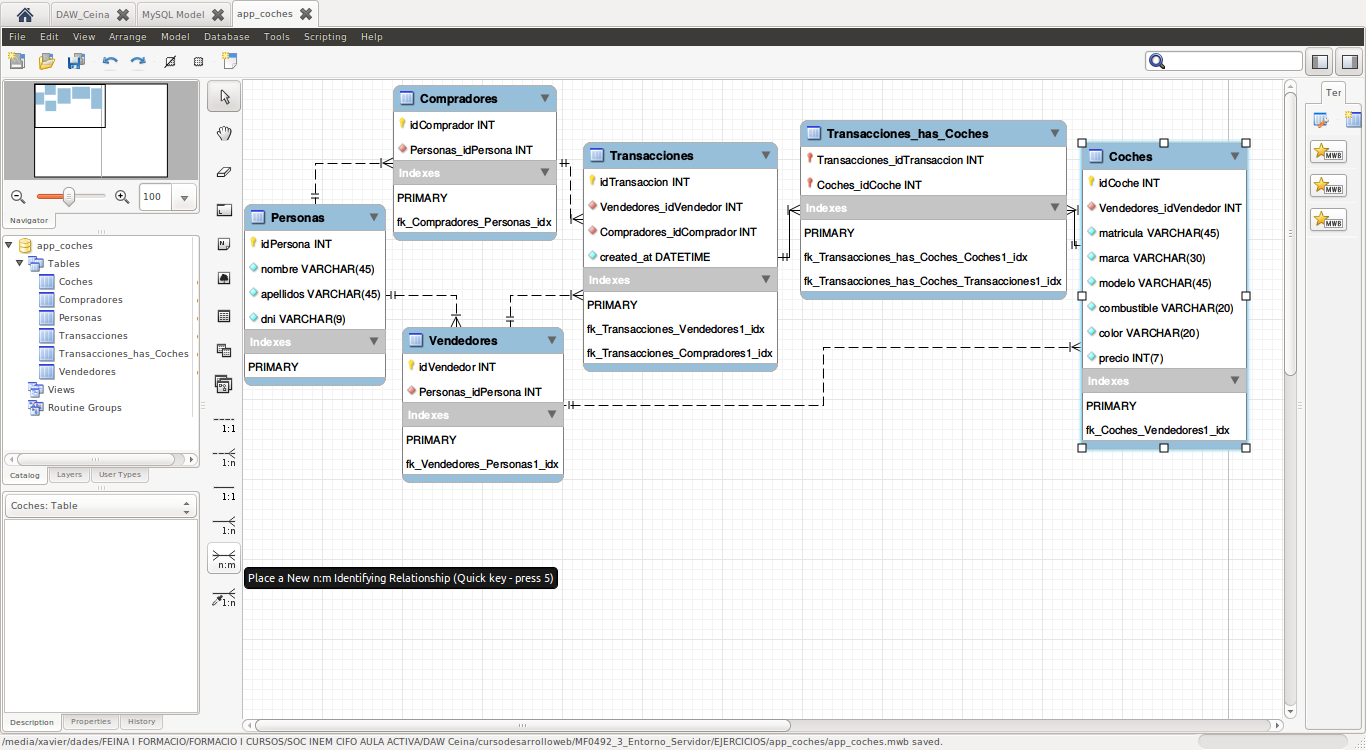 DAW_Ceina
MySQL Model
app_coches
File Edit View Arrange Model Database Tools Scripting Help
100
Navigator
app_coches
Tables
Coches
Compradores
Personas
Transacciones
Transacciones_has_Coches
Vendedores
Views
Routine Groups
Catalog Layers User Types
Coches: Table
Description Properties History
1:1
1:n
1:1
1:n
n:m
1:n
Place a New n:m Identifying Relationship (Quick key - press 5)
Compradores
idComprador INT
Personas_idPersona INT
Indexes
PRIMARY
fk_Compradores_Personas_idx
Personas
idPersona INT
nombre VARCHAR(45)
apellidos VARCHAR(45)
dni VARCHAR(9)
Indexes
PRIMARY
Vendedores
idVendedor INT
Personas_idPersona INT
Indexes
PRIMARY
fk_Vendedores_Personas1_idx
Transacciones
idTransaccion INT
Vendedores_idVendedor INT
Compradores_idComprador INT
created_at DATETIME
Indexes
PRIMARY
fk_Transacciones_Vendedores1_idx
fk_Transacciones_Compradores1_idx
Transacciones_has_Coches
Transacciones_idTransaccion INT
Coches_idCoche INT
Indexes
PRIMARY
fk_Transacciones_has_Coches_Coches1_idx
fk_Transacciones_has_Coches_Transacciones1_idx
Coches
idCoche INT
Vendedores_idVendedor INT
matricula VARCHAR(45)
marca VARCHAR(30)
modelo VARCHAR(45)
combustible VARCHAR(20)
color VARCHAR(20)
precio INT(7)
Indexes
PRIMARY
fk_Coches_Vendedores1_idx
Ter
MWB
MWB
MWB
/media/xavier/dades/FEINA I FORMACIO/FORMACIO I CURSOS/SOC INEM CIFO AULA ACTIVA/DAW Ceina/cursodesarrolloweb/MF0492_3_Entorno_Servidor/EJERCICIOS/app_coches/app_coches.mwb saved.